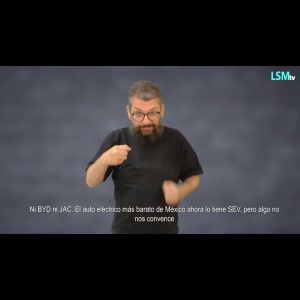 LSMtv
Ni BYD ni JAC. El auto eléctrico más barato de México ahora lo tiene SEV, pero algo no
nos convence